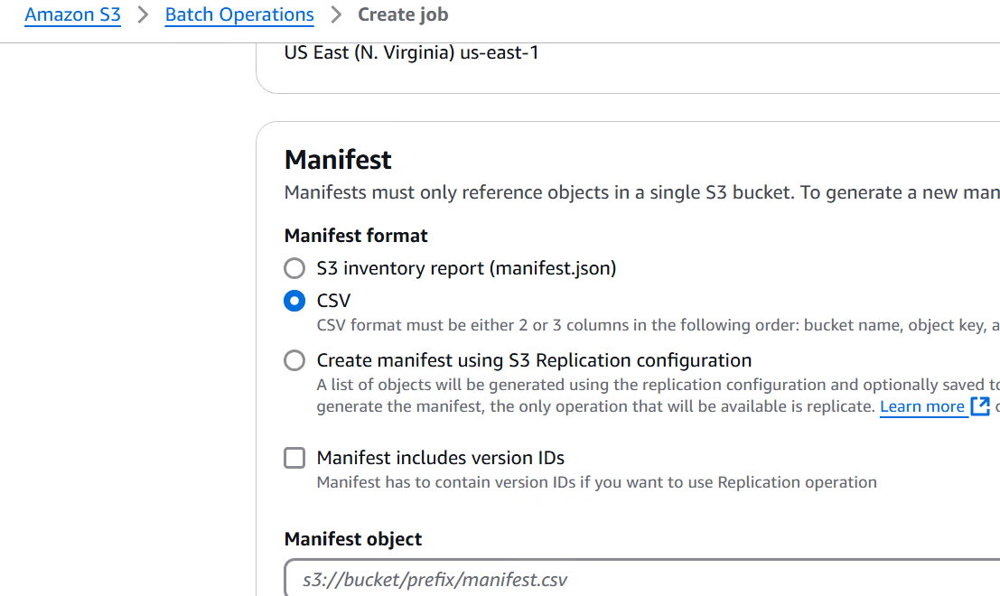 Amazon S3 > Batch Operations > Create job
US East (N. Virginia) us-east-1
Manifest
Manifests must only reference objects in a single S3 bucket. To generate a new man
Manifest format
S3 inventory report (manifest.json)
CSV
CSV format must be either 2 or 3 columns in the following order: bucket name, object key, a
Create manifest using S3 Replication configuration
A list of objects will be generated using the replication configuration and optionally saved to
generate the manifest, the only operation that will be available is replicate. Learn more
Manifest includes version IDs
Manifest has to contain version IDs if you want to use Replication operation
Manifest object
s3://bucket/prefix/manifest.csv